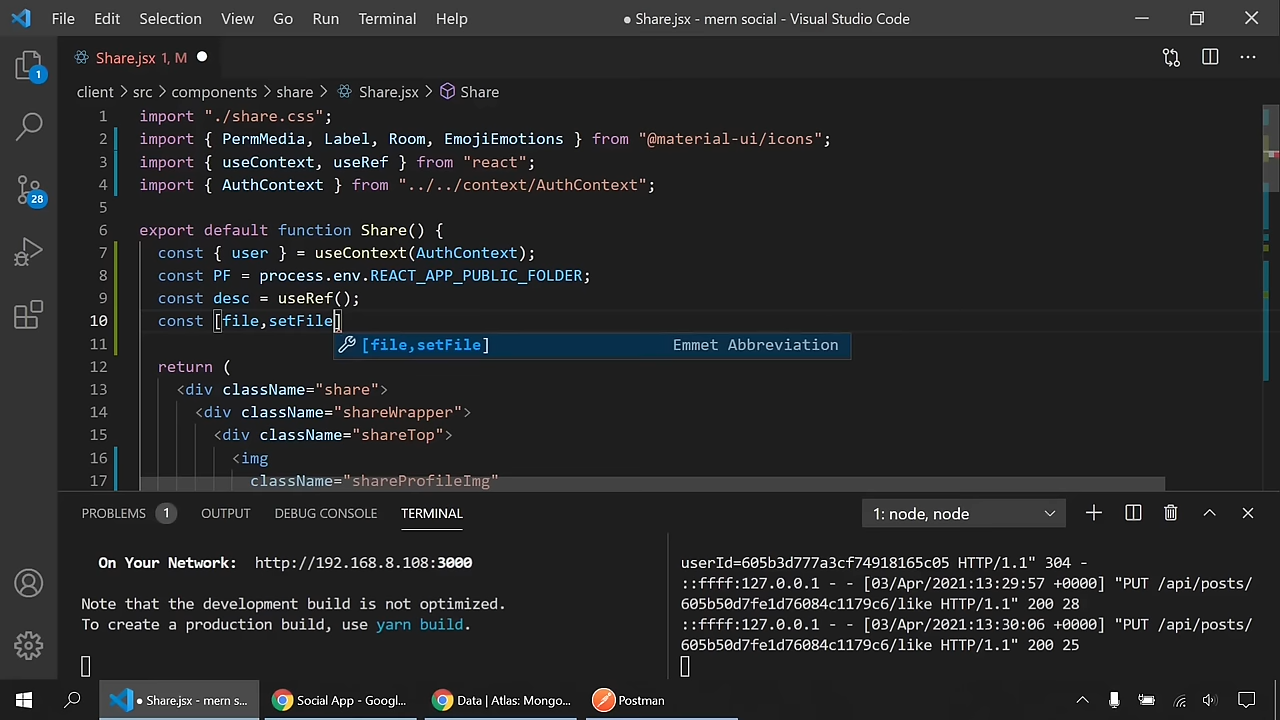 File Edit Selection View Go Run Terminal Help ● Share.jsx - mern social - Visual Studio Code
Share.jsx 1, M ●
client > src > components > share > Share.jsx > Share
1 import "./share.css";
2 import { PermMedia, Label, Room, EmojiEmotions } from "@material-ui/icons";
3 import { useContext, useRef } from "react";
4 import { AuthContext } from "../../context/AuthContext";
5
6 export default function Share() {
7 const { user } = useContext(AuthContext);
8 const PF = process.env.REACT_APP_PUBLIC_FOLDER;
9 const desc = useRef();
10 const [file,setFile]
11 [file,setFile] Emmet Abbreviation
12 return (
13 <div className="share">
14 <div className="shareWrapper">
15 <div className="shareTop">
16 <img
17 className="shareProfileImg"
1
28
PROBLEMS 1 OUTPUT DEBUG CONSOLE TERMINAL 1: node, node
On Your Network: http://192.168.8.108:3000
Note that the development build is not optimized.
To create a production build, use yarn build.
userId=605b3d777a3cf74918165c05 HTTP/1.1" 304 -
::ffff:127.0.0.1 - - [03/Apr/2021:13:29:57 +0000] "PUT /api/posts/
605b50d7fe1d76084c1179c6/like HTTP/1.1" 200 28
::ffff:127.0.0.1 - - [03/Apr/2021:13:30:06 +0000] "PUT /api/posts/
605b50d7fe1d76084c1179c6/like HTTP/1.1" 200 25
● Share.jsx - mern s... Social App - Googl... Data | Atlas: Mongo... Postman